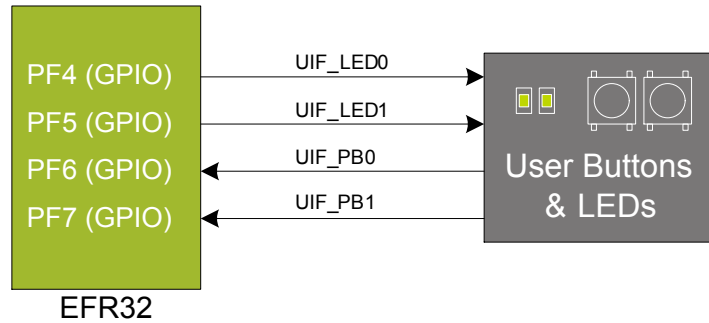 PF4 (GPIO)
PF5 (GPIO)
PF6 (GPIO)
PF7 (GPIO)
EFR32
UIF_LED0
UIF_LED1
UIF_PB0
UIF_PB1
User Buttons
& LEDs